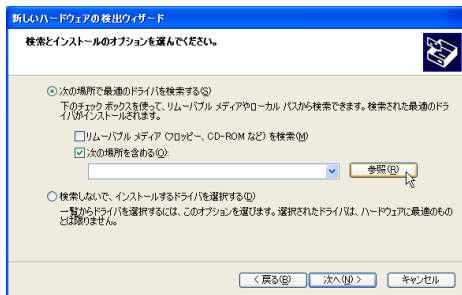 新しいハードウェアの検出ウィザード
検索とインストールのオプションを選んでください。
次の場所で最適のドライバを検索する(S)
下のチェック ボックスを使って、リムーバブル メディアやローカル パスから検索できます。検索された最適のドラ
イバがインストールされます。
リムーバブル メディア (フロッピー、CD-ROM など) を検索(M)
次の場所を含める(O):
参照(R)
検索しないで、インストールするドライバを選択する(D)
一覧からドライバを選択するには、このオプションを選びます。選択されたドライバは、ハードウェアに最適のもの
とは限りません。
< 戻る(B)
次へ(N) >
キャンセル